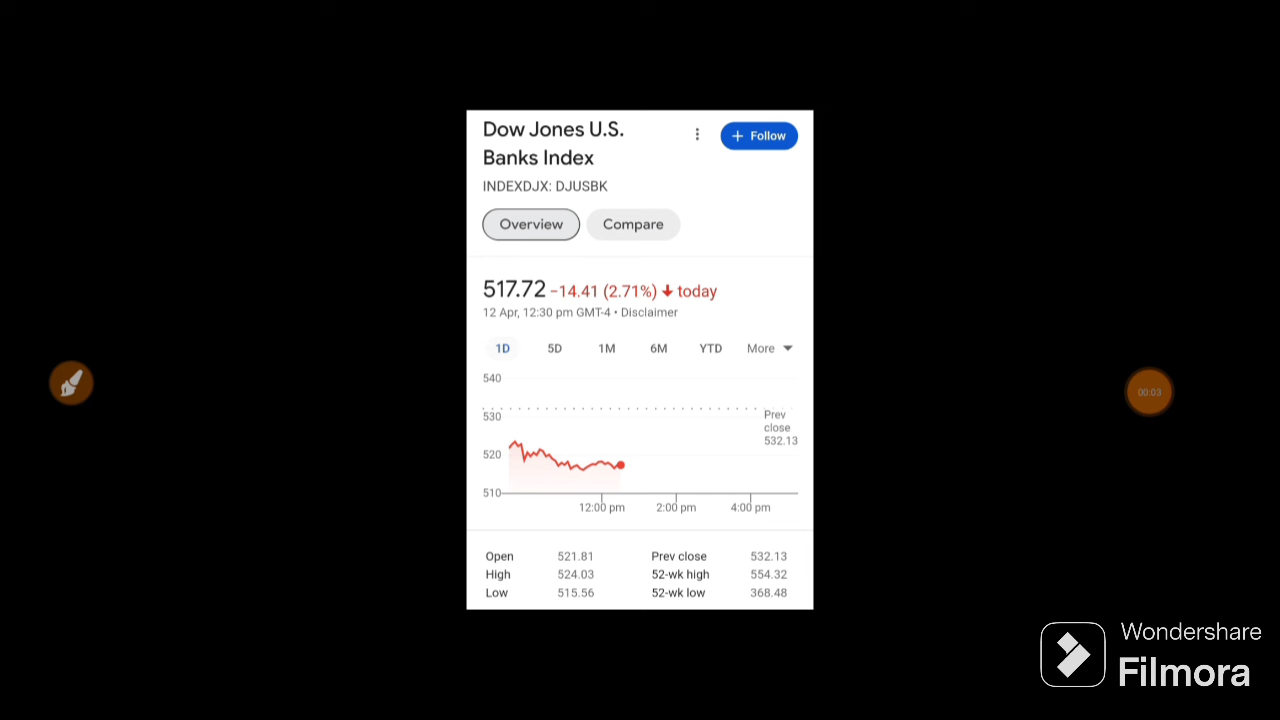 Dow Jones U.S.
Banks Index
+ Follow
INDEXDJX: DJUSBK
Overview
Compare
517.72 −14.41 (2.71%) ↓ today
12 Apr, 12:30 pm GMT-4 • Disclaimer
1D 5D 1M 6M YTD More
540
530
520
510
Prev
close
532.13
12:00 pm 2:00 pm 4:00 pm
Open 521.81 Prev close 532.13
High 524.03 52-wk high 554.32
Low 515.56 52-wk low 368.48
00:03
Wondershare
Filmora